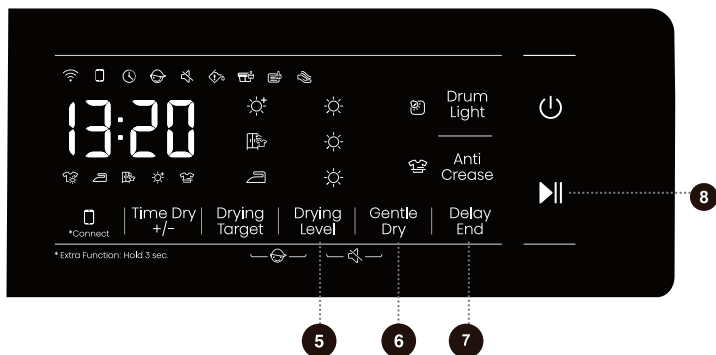 13:20
Drum
Light
Anti
Crease
*Connect
Time Dry
+/-
Drying
Target
Drying
Level
Gentle
Dry
Delay
End
* Extra Function: Hold 3 sec.
8
5
6
7